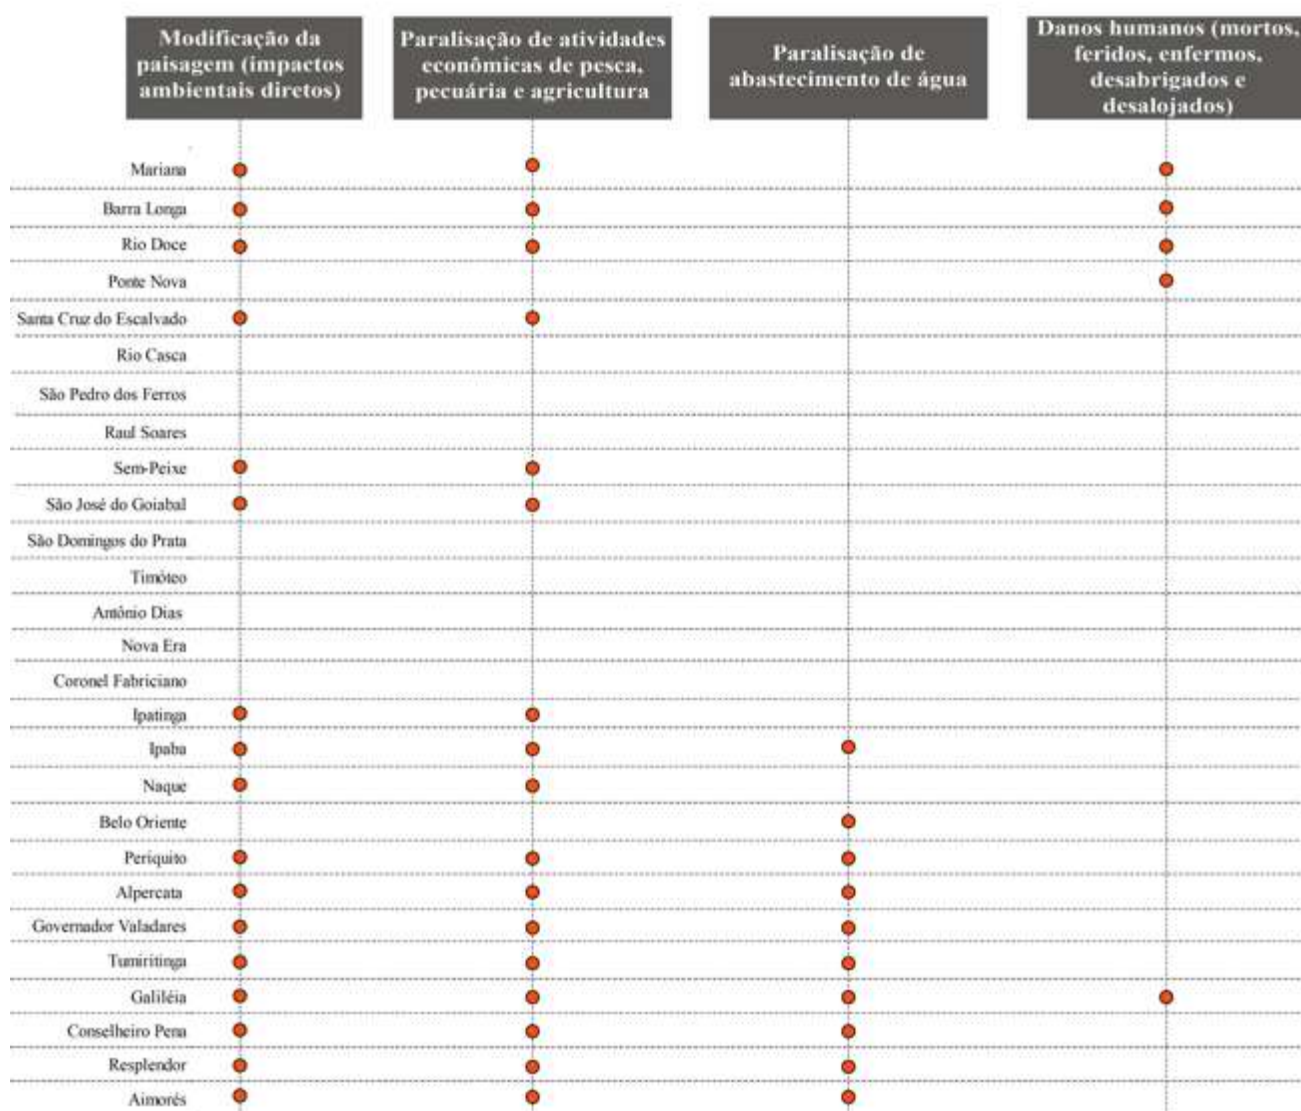 Modificação da
paisagem (impactos
ambientais diretos)
Paralisação de atividades
econômicas de pesca,
pecuária e agricultura
Paralisação de
abastecimento de água
Danos humanos (mortos,
feridos, enfermos,
desabrigados e
desalojados)
Mariana
Barra Longa
Rio Doce
Ponte Nova
Santa Cruz do Escalvado
Rio Casca
São Pedro dos Ferros
Raul Soares
Sem-Peixe
São José do Goiabal
São Domingos do Prata
Timóteo
Antônio Dias
Nova Era
Coronel Fabriciano
Ipatinga
Ipaba
Naque
Belo Oriente
Periquito
Alpercata
Governador Valadares
Tumiritinga
Galiléia
Conselheiro Pena
Resplendor
Aimorés